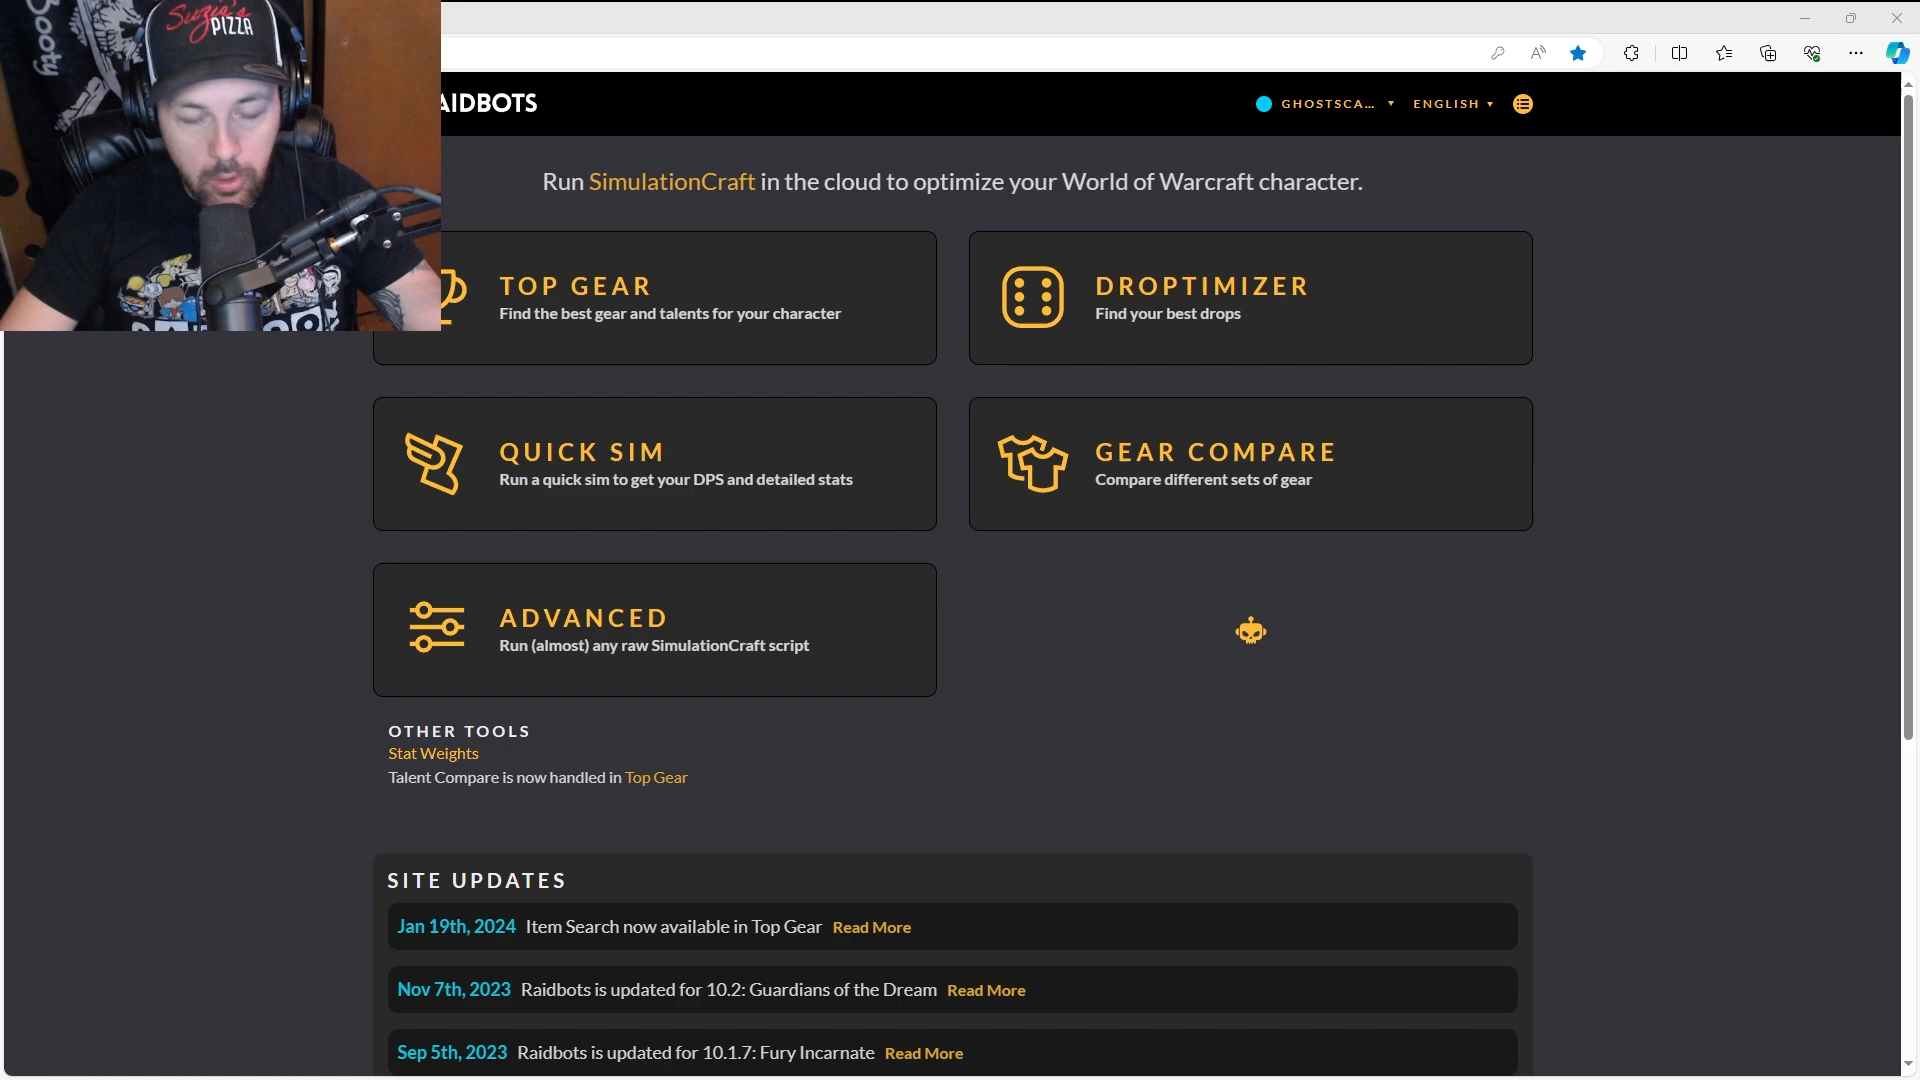 Booty
Suzie's
PIZZA
AIDBOTS
GHOSTSCA...
ENGLISH
Run SimulationCraft in the cloud to optimize your World of Warcraft character.
TOP GEAR
Find the best gear and talents for your character
DROPTIMIZER
Find your best drops
QUICK SIM
Run a quick sim to get your DPS and detailed stats
GEAR COMPARE
Compare different sets of gear
ADVANCED
Run (almost) any raw SimulationCraft script
OTHER TOOLS
Stat Weights
Talent Compare is now handled in Top Gear
SITE UPDATES
Jan 19th, 2024 Item Search now available in Top Gear Read More
Nov 7th, 2023 Raidbots is updated for 10.2: Guardians of the Dream Read More
Sep 5th, 2023 Raidbots is updated for 10.1.7: Fury Incarnate Read More